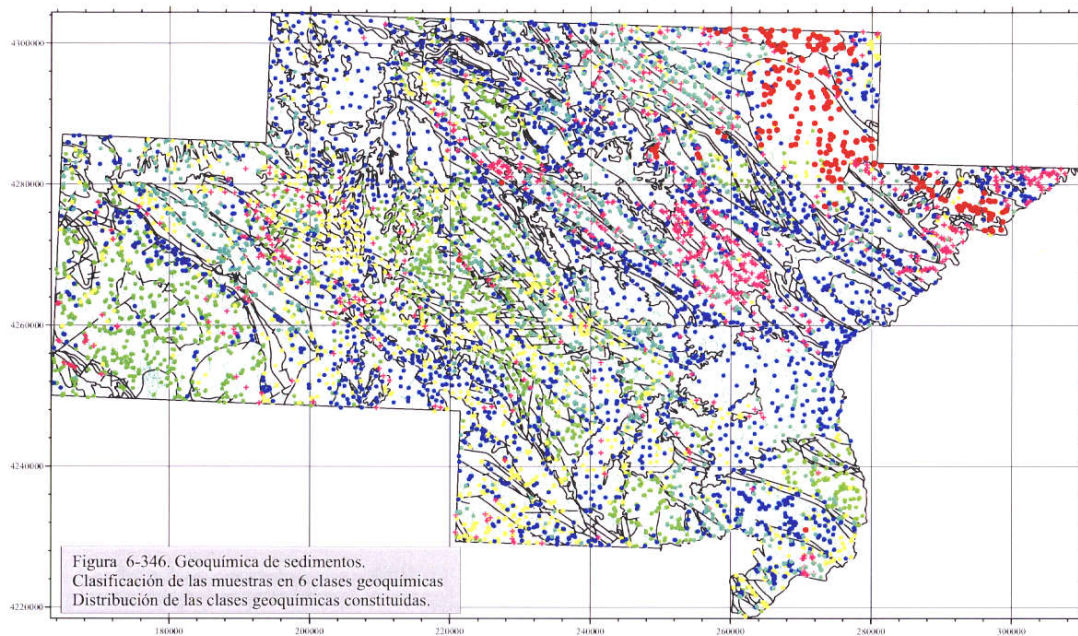 4300000
4280000
4260000
4240000
4220000
Figura 6-346. Geoquímica de sedimentos.
Clasificación de las muestras en 6 clases geoquímicas
Distribución de las clases geoquímicas constituidas.
180000 200000 220000 240000 260000 280000 300000